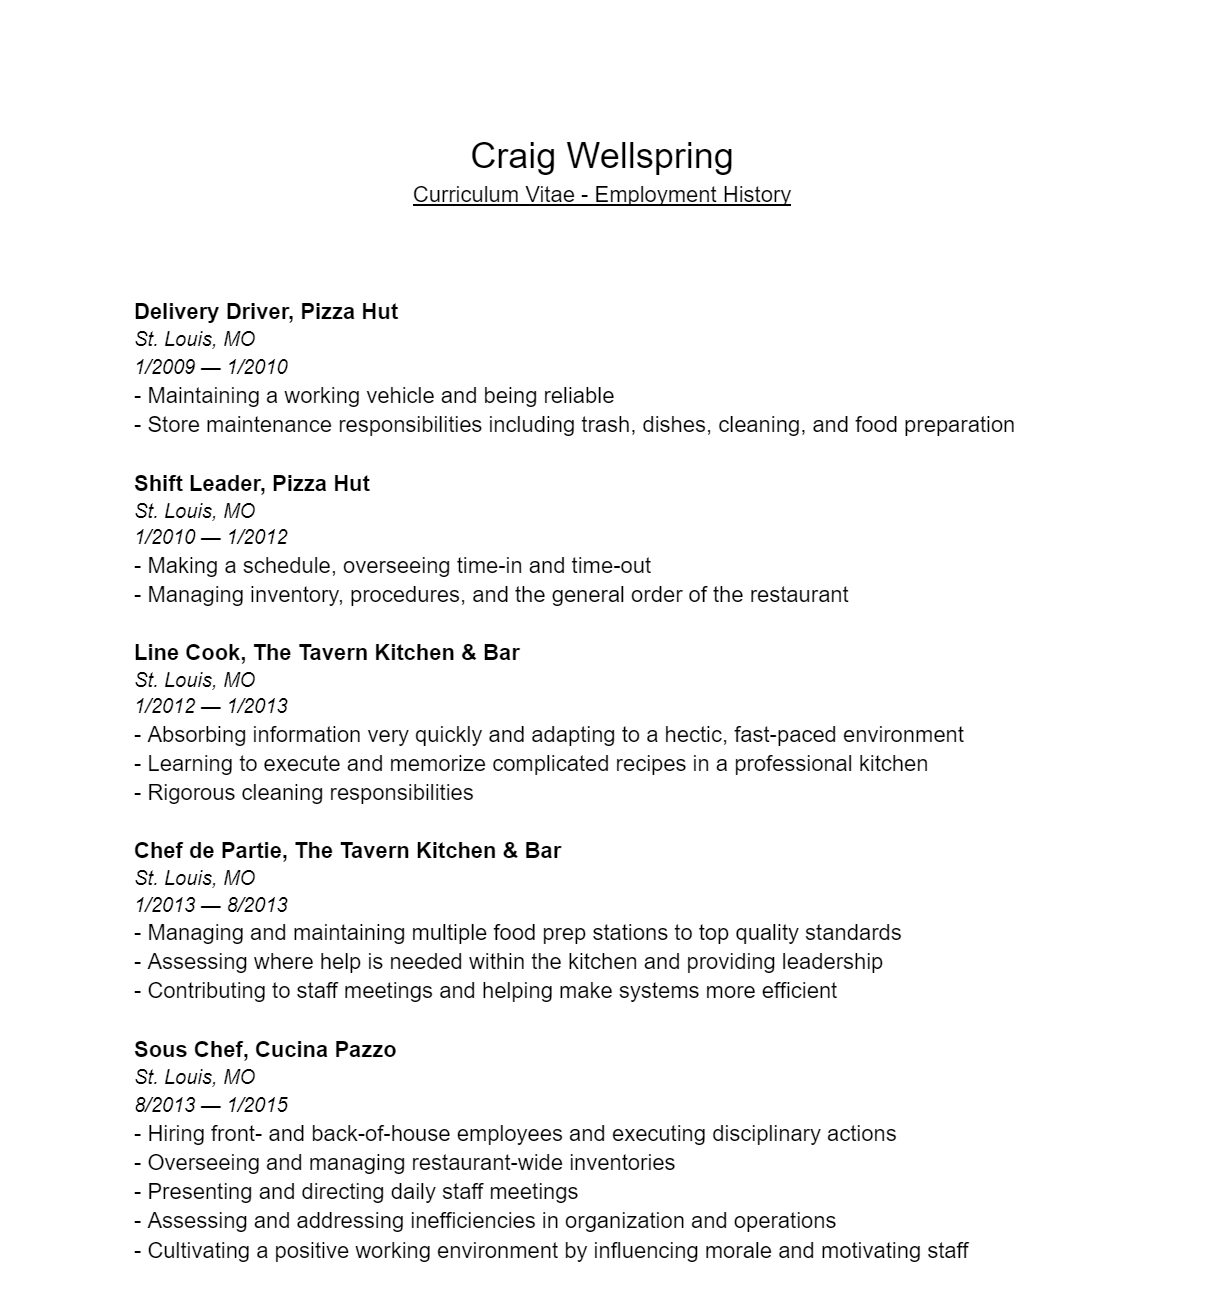 Craig Wellspring
Curriculum Vitae - Employment History
Delivery Driver, Pizza Hut
St. Louis, MO
1/2009 — 1/2010
- Maintaining a working vehicle and being reliable
- Store maintenance responsibilities including trash, dishes, cleaning, and food preparation
Shift Leader, Pizza Hut
St. Louis, MO
1/2010 — 1/2012
- Making a schedule, overseeing time-in and time-out
- Managing inventory, procedures, and the general order of the restaurant
Line Cook, The Tavern Kitchen & Bar
St. Louis, MO
1/2012 — 1/2013
- Absorbing information very quickly and adapting to a hectic, fast-paced environment
- Learning to execute and memorize complicated recipes in a professional kitchen
- Rigorous cleaning responsibilities
Chef de Partie, The Tavern Kitchen & Bar
St. Louis, MO
1/2013 — 8/2013
- Managing and maintaining multiple food prep stations to top quality standards
- Assessing where help is needed within the kitchen and providing leadership
- Contributing to staff meetings and helping make systems more efficient
Sous Chef, Cucina Pazzo
St. Louis, MO
8/2013 — 1/2015
- Hiring front- and back-of-house employees and executing disciplinary actions
- Overseeing and managing restaurant-wide inventories
- Presenting and directing daily staff meetings
- Assessing and addressing inefficiencies in organization and operations
- Cultivating a positive working environment by influencing morale and motivating staff